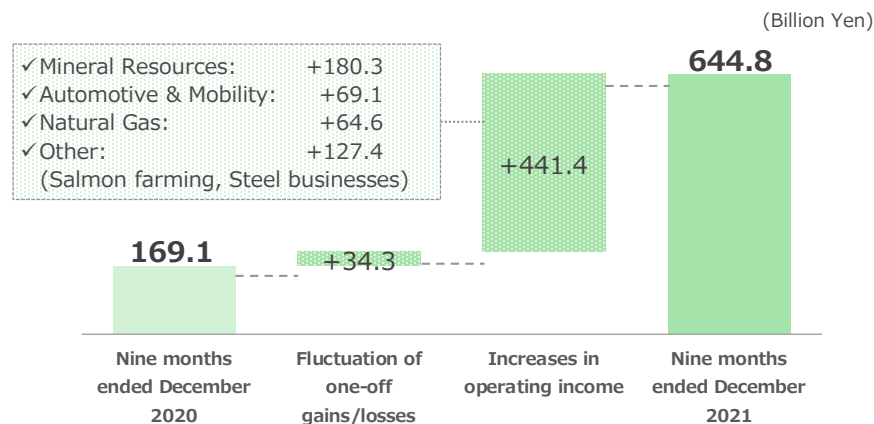 (Billion Yen)
✓Mineral Resources: +180.3
✓Automotive & Mobility: +69.1
✓Natural Gas: +64.6
✓Other: +127.4
(Salmon farming, Steel businesses)
644.8
+441.4
169.1
+34.3
Nine months
ended December
2020
Fluctuation of
one-off
gains/losses
Increases in
operating income
Nine months
ended December
2021